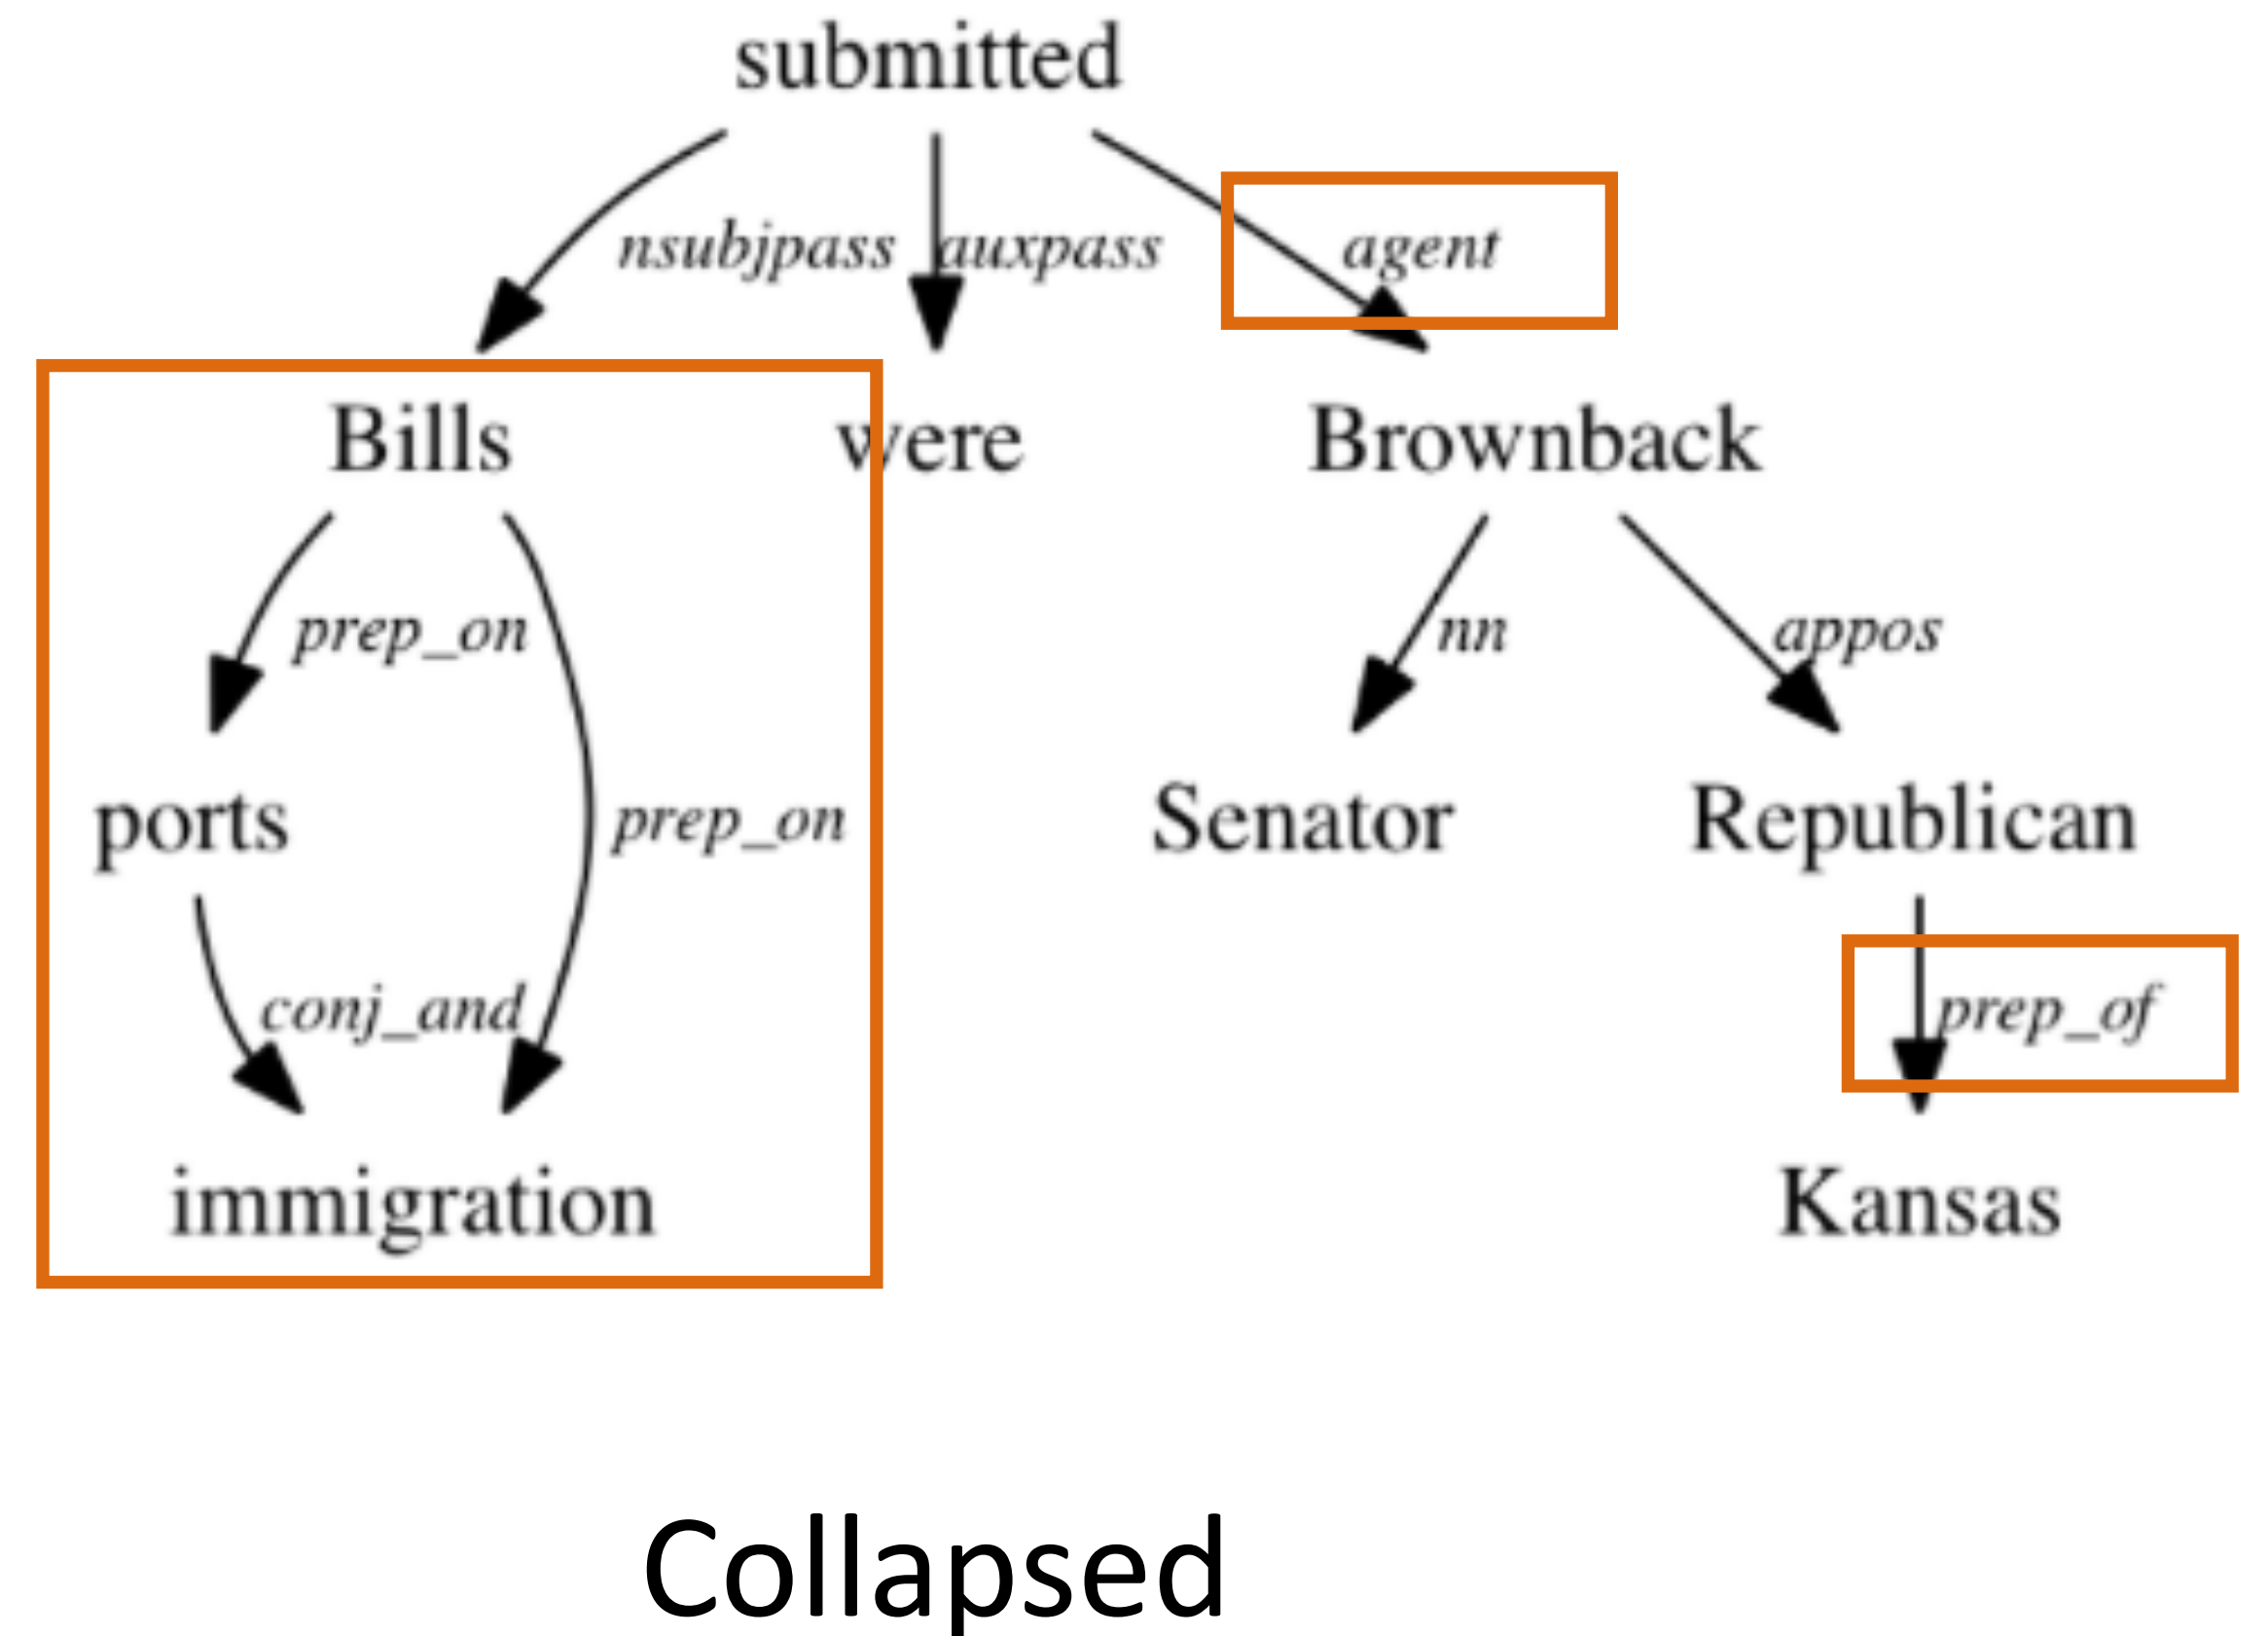 submitted
nsubjpass auxpass agent
Bills were Brownback
prep_on nn appos
ports prep_on Senator Republican
conj_and prep_of
immigration Kansas
Collapsed